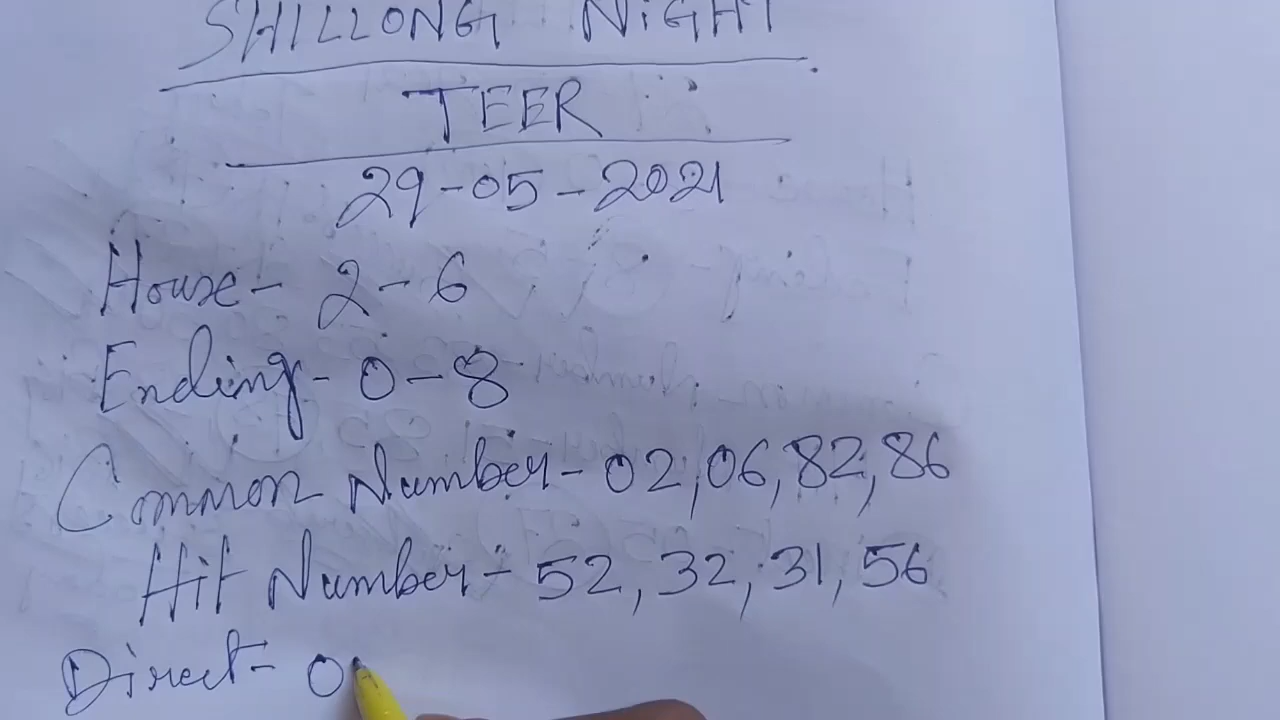 SHILLONG NiGHT
TEER
29-05-2021
House- 2-6
Ending- 0-8
Common Number- 02,06,82,86
Hit Number- 52,32,31,56
Direct- 0